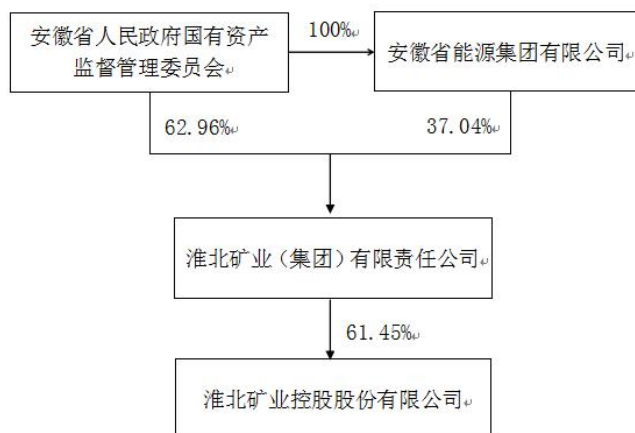 安徽省人民政府国有资产
监督管理委员会
100%
安徽省能源集团有限公司
62.96%
37.04%
淮北矿业（集团）有限责任公司
61.45%
淮北矿业控股股份有限公司